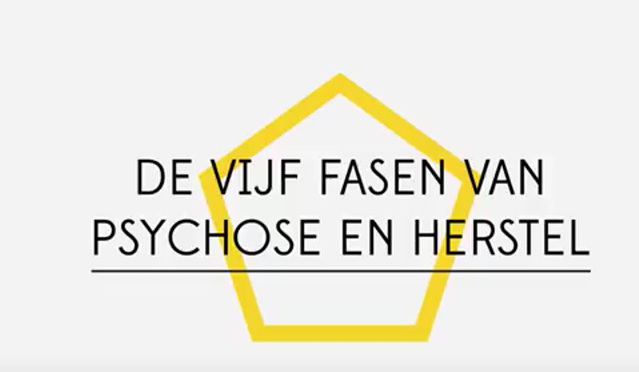 DE VIJF FASEN VAN
PSYCHOSE EN HERSTEL